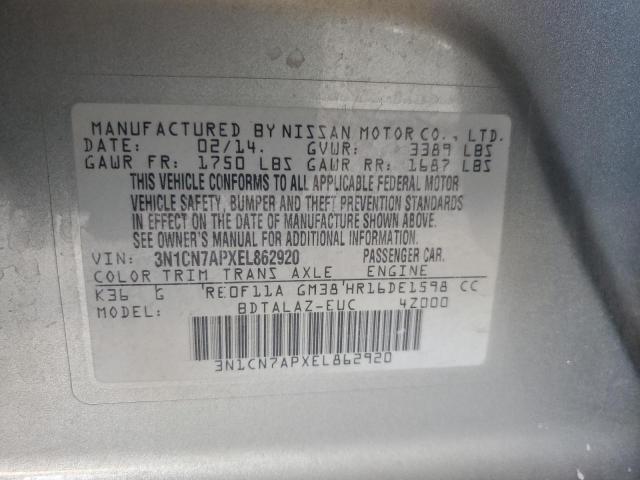 MANUFACTURED BY NISSAN MOTOR CO., LTD.
DATE: 02/14. GVWR: 3389 LBS
GAWR FR: 1750 LBS GAWR RR: 1687 LBS
THIS VEHICLE CONFORMS TO ALL APPLICABLE FEDERAL MOTOR
VEHICLE SAFETY, BUMPER AND THEFT PREVENTION STANDARDS
IN EFFECT ON THE DATE OF MANUFACTURE SHOWN ABOVE.
SEE OWNER'S MANUAL FOR ADDITIONAL INFORMATION.
VIN: 3N1CN7APXEL862920 PASSENGER CAR.
COLOR TRIM TRANS AXLE ENGINE
K36 G RE0F11A GM38 HR16DE1598 CC
MODEL: BDTALAZ-EUC 4Z000
3N1CN7APXEL862920